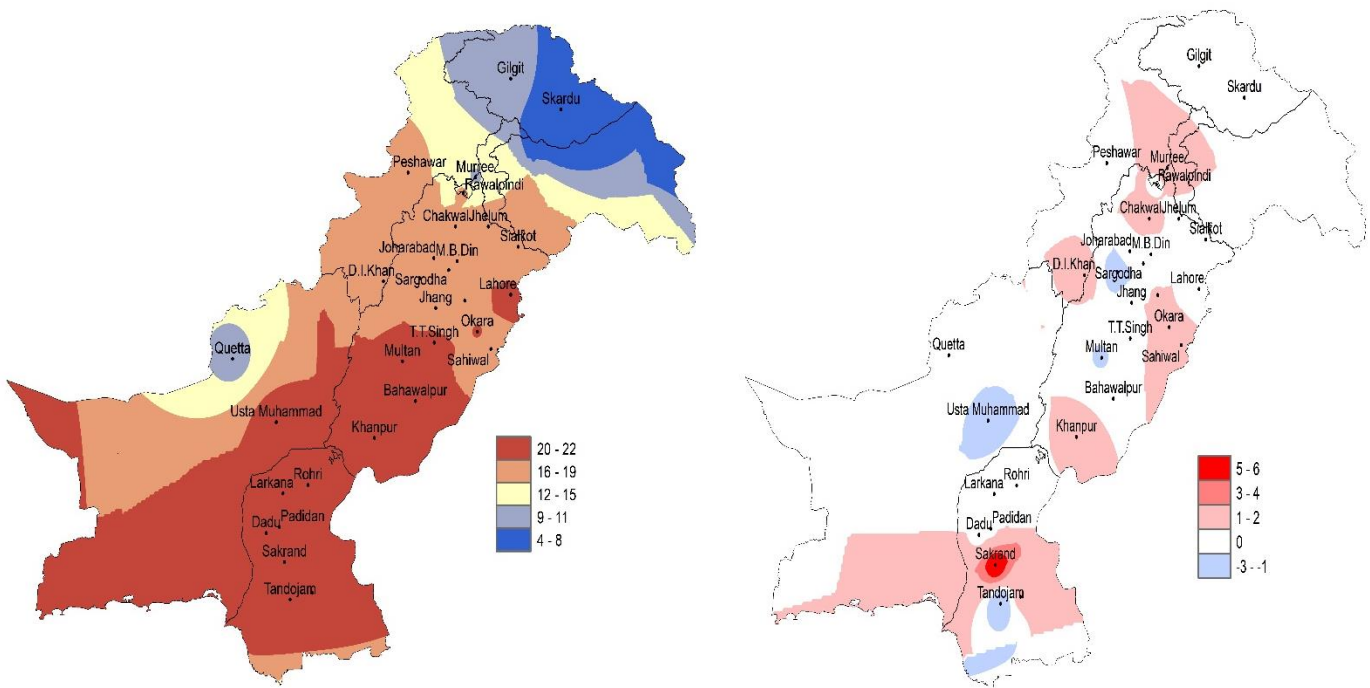 Gilgit
Skardu
Peshawar
Murree
Rawalpindi
Chakwal
Jhelum
Sialkot
Joharabad
M.B.Din
D.I.Khan
Sargodha
Lahore
Jhang
Okara
T.T.Singh
Quetta
Multan
Sahiwal
Bahawalpur
Usta Muhammad
Khanpur
Rohri
Larkana
Padidan
Dadu
Sakrand
Tandojam
20 - 22
16 - 19
12 - 15
9 - 11
4 - 8
Gilgit
Skardu
Peshawar
Murree
Rawalpindi
Chakwal
Jhelum
Sialkot
Joharabad
M.B.Din
D.I.Khan
Sargodha
Lahore
Jhang
Okara
T.T.Singh
Quetta
Multan
Sahiwal
Bahawalpur
Usta Muhammad
Khanpur
Rohri
Larkana
Padidan
Dadu
Sakrand
Tandojam
5 - 6
3 - 4
1 - 2
0
-3 - -1